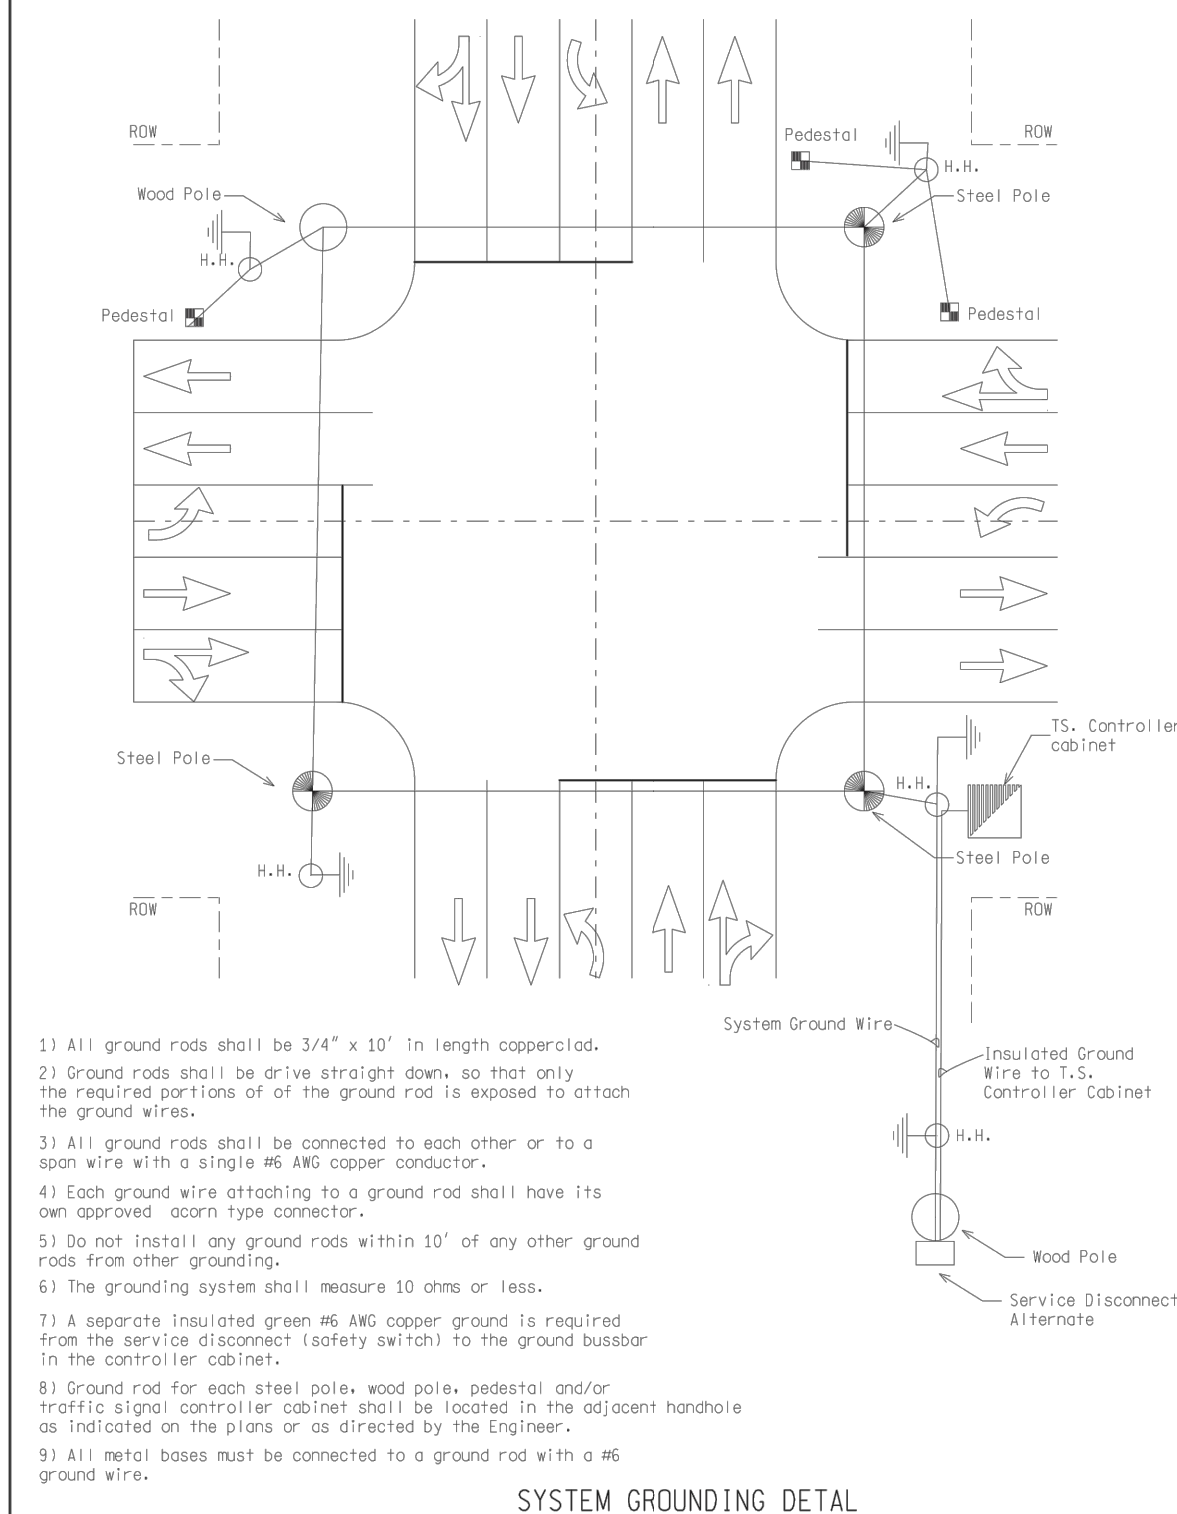 ROW
ROW
Pedestal
H.H.
Wood Pole
Steel Pole
H.H.
Pedestal
Pedestal
TS. Controller
cabinet
Steel Pole
H.H.
Steel Pole
H.H.
ROW
ROW
System Ground Wire
Insulated Ground
Wire to T.S.
Controller Cabinet
H.H.
Wood Pole
Service Disconnect
Alternate
1) All ground rods shall be 3/4" x 10' in length copperclad.
2) Ground rods shall be drive straight down, so that only
the required portions of of the ground rod is exposed to attach
the ground wires.
3) All ground rods shall be connected to each other or to a
span wire with a single #6 AWG copper conductor.
4) Each ground wire attaching to a ground rod shall have its
own approved acorn type connector.
5) Do not install any ground rods within 10' of any other ground
rods from other grounding.
6) The grounding system shall measure 10 ohms or less.
7) A separate insulated green #6 AWG copper ground is required
from the service disconnect (safety switch) to the ground bussbar
in the controller cabinet.
8) Ground rod for each steel pole, wood pole, pedestal and/or
traffic signal controller cabinet shall be located in the adjacent handhole
as indicated on the plans or as directed by the Engineer.
9) All metal bases must be connected to a ground rod with a #6
ground wire.
SYSTEM GROUNDING DETAL